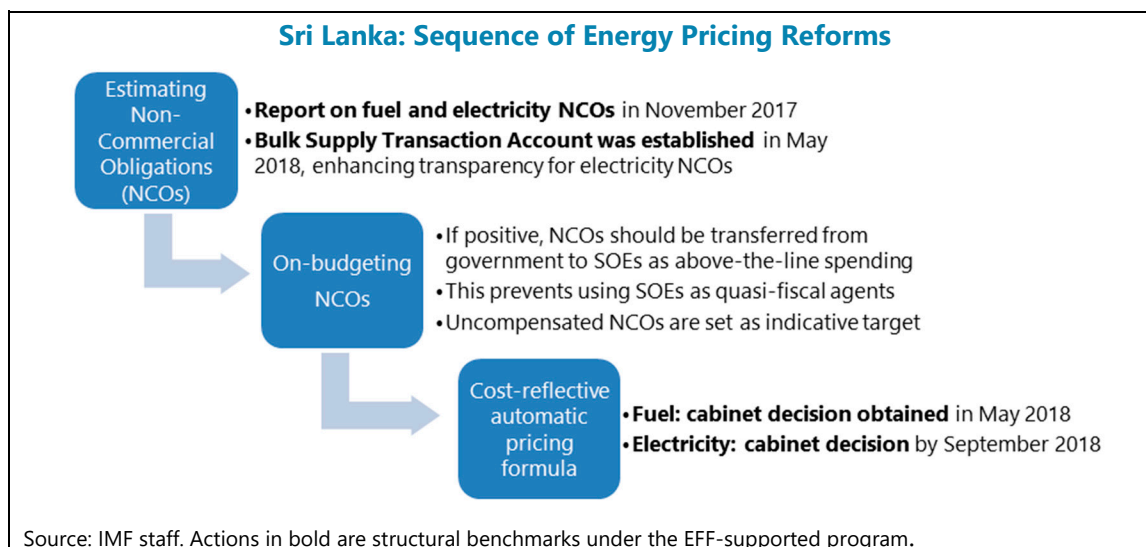 Sri Lanka: Sequence of Energy Pricing Reforms
Estimating
Non-
Commercial
Obligations
(NCOs)
•Report on fuel and electricity NCOs in November 2017
•Bulk Supply Transaction Account was established in May
2018, enhancing transparency for electricity NCOs
On-budgeting
NCOs
•If positive, NCOs should be transferred from
government to SOEs as above-the-line spending
•This prevents using SOEs as quasi-fiscal agents
•Uncompensated NCOs are set as indicative target
Cost-reflective
automatic
pricing
formula
•Fuel: cabinet decision obtained in May 2018
•Electricity: cabinet decision by September 2018
Source: IMF staff. Actions in bold are structural benchmarks under the EFF-supported program.